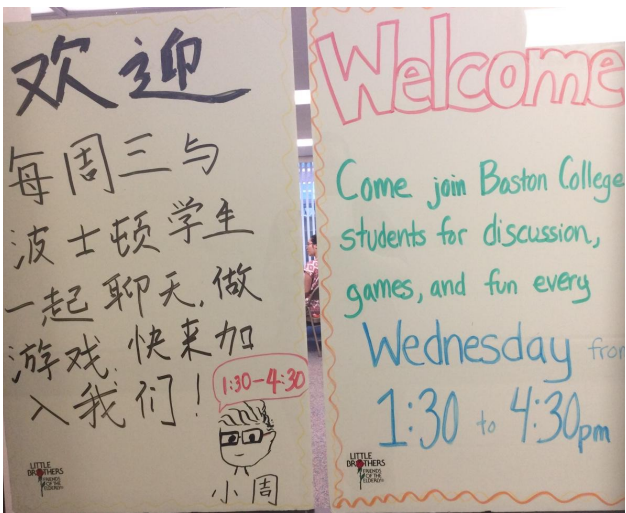 欢迎
每周三与
波士顿学生
一起聊天,做
游戏,快来加
入我们!
1:30-4:30
小周
LITTLE
BROTHERS
FRIENDS
OF THE
ELDERLY
Welcome
Come join Boston College
students for discussion,
games, and fun every
Wednesday from
1:30 to 4:30pm
LITTLE
BROTHERS
FRIENDS
OF THE
ELDERLY